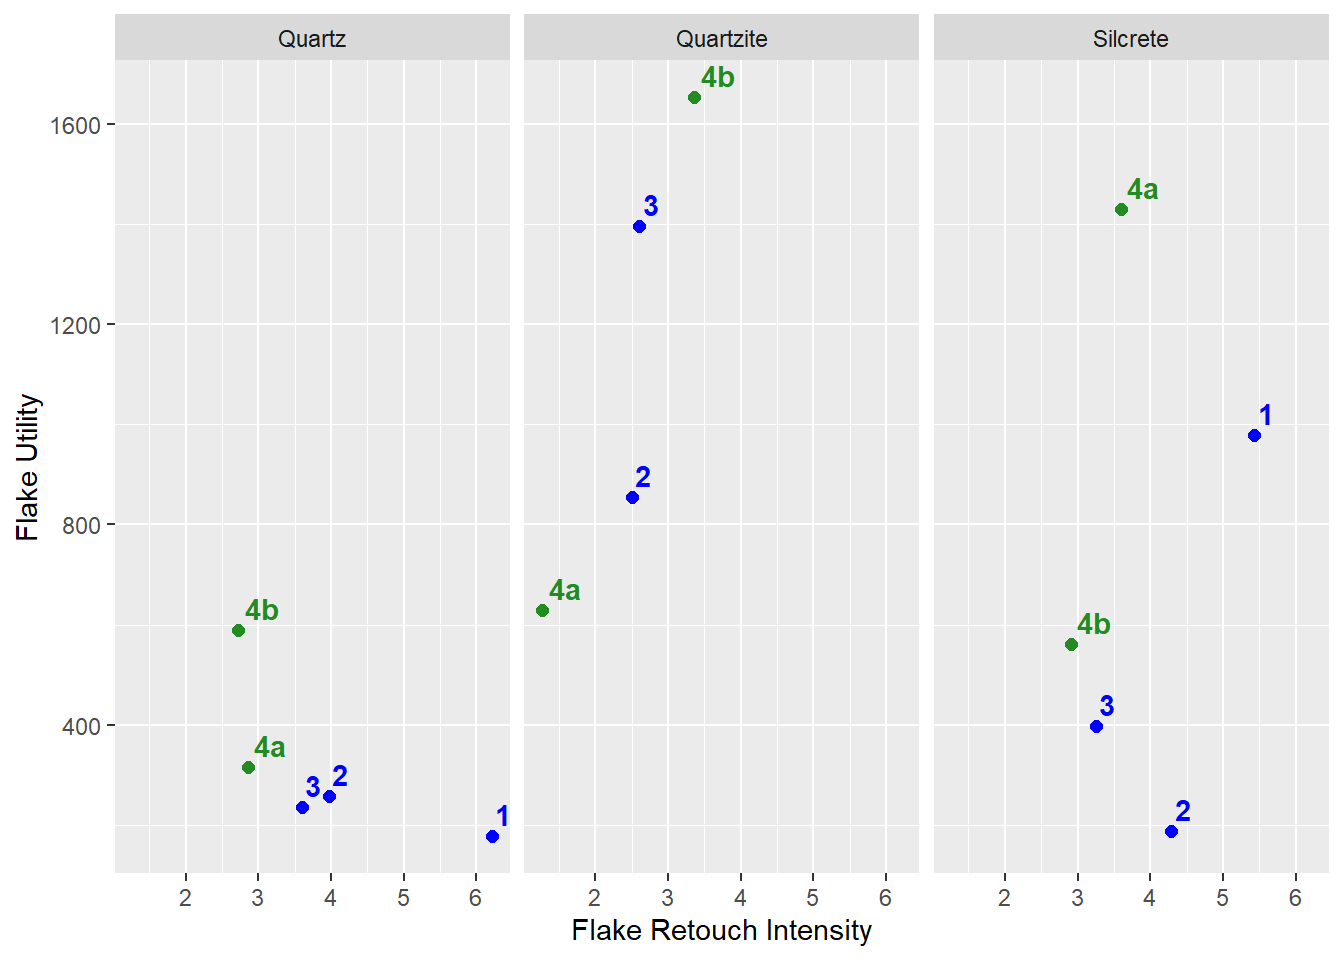 Quartz Quartzite Silcrete
4b
1600
4a
3
1200
1
2
800
4a
4b
4b
3
400
4a
3 2
2
1
2 3 4 5 6 2 3 4 5 6 2 3 4 5 6
Flake Retouch Intensity
Flake Utility